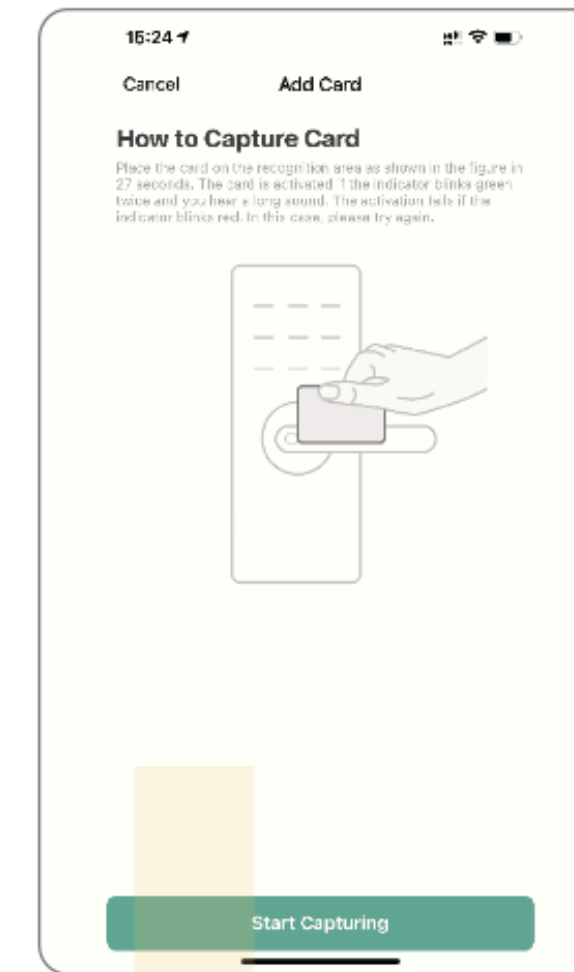 15:24
Cancel Add Card
How to Capture Card
Place the card on the recognition area as shown in the figure in
27 seconds. The card is activated if the indicator blinks green
twice and you hear a long sound. The activation fails if the
indicator blinks red. In this case, please try again.
Start Capturing